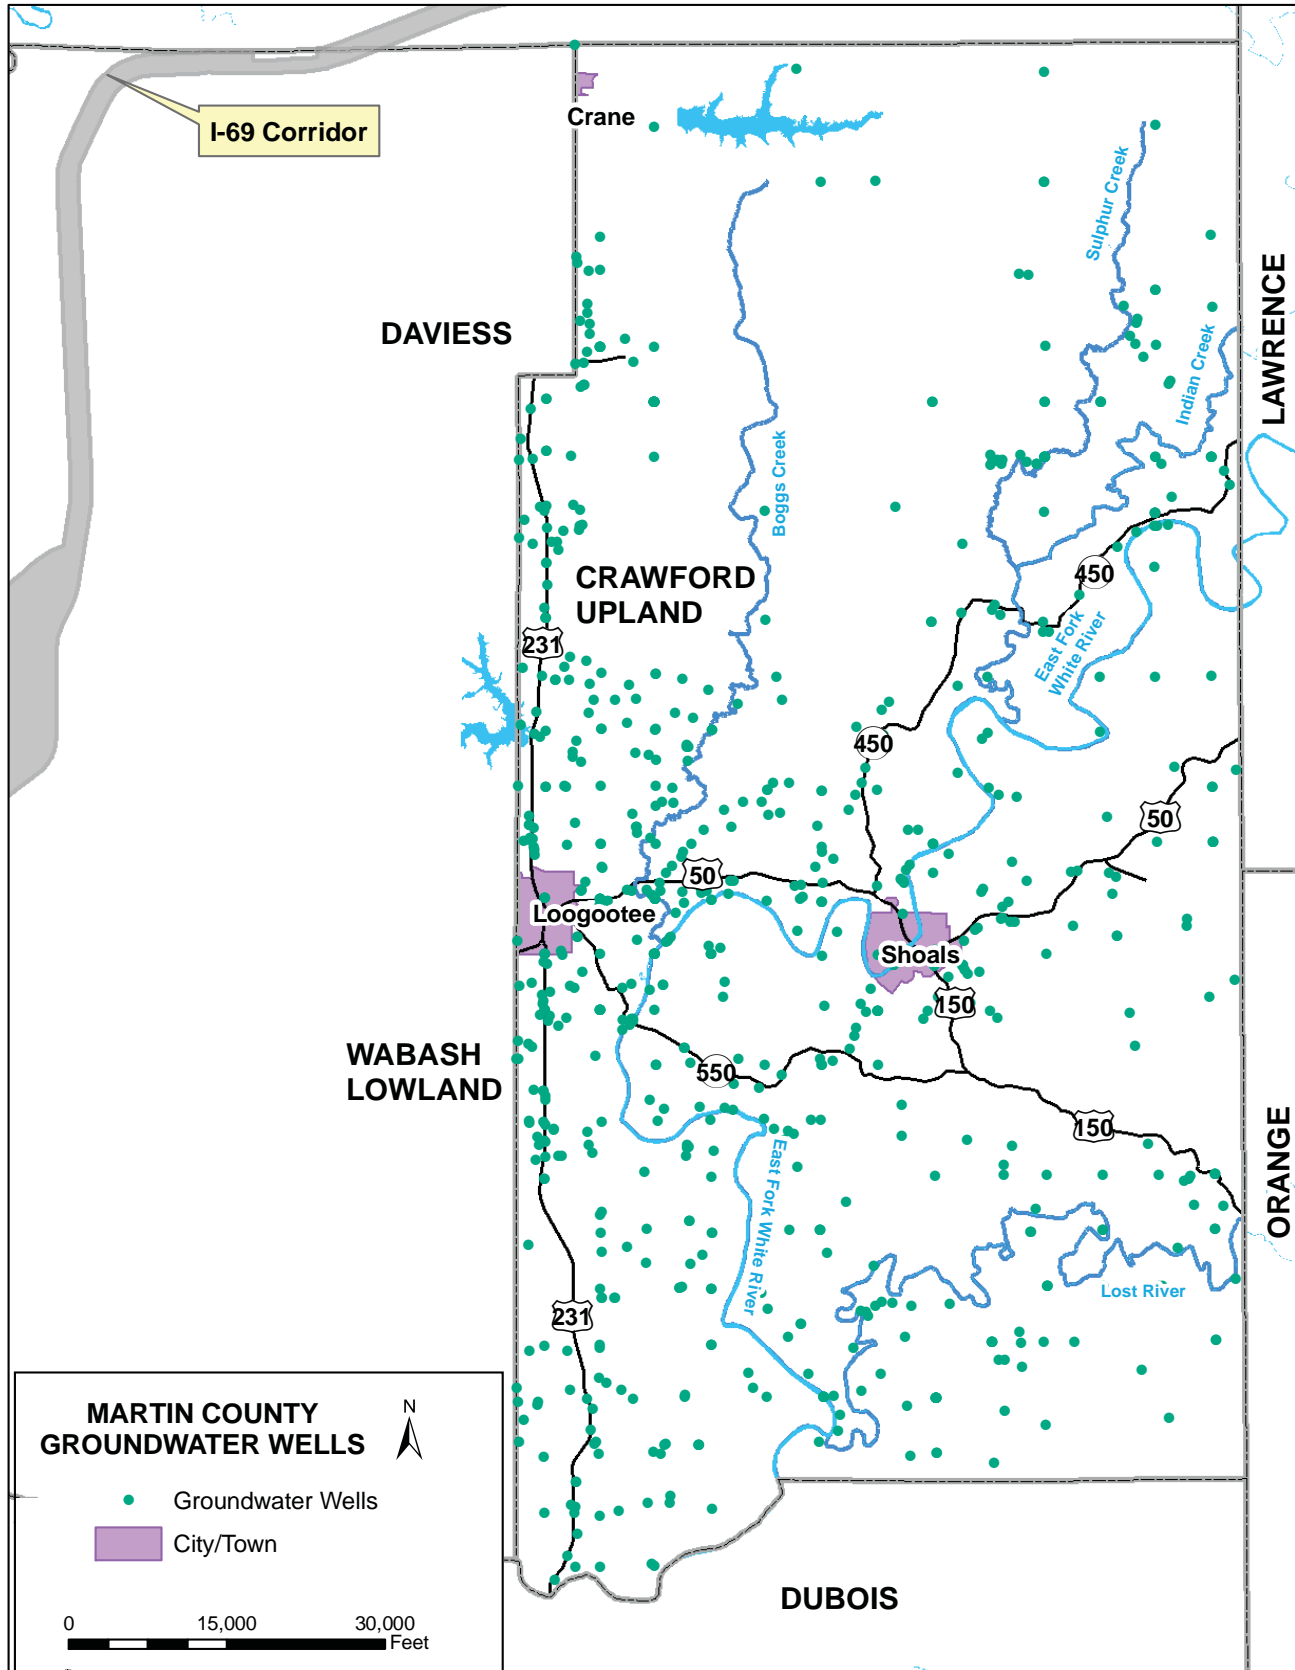 Crane
I-69 Corridor
Sulphur Creek
LAWRENCE
DAVIESS
Indian Creek
Boggs Creek
CRAWFORD
UPLAND
450
231
East Fork
White River
450
50
50
Loogootee
Shoals
150
WABASH
LOWLAND
550
150
ORANGE
East Fork White River
Lost River
231
MARTIN COUNTY
GROUNDWATER WELLS
N
Groundwater Wells
City/Town
0 15,000 30,000
Feet
DUBOIS